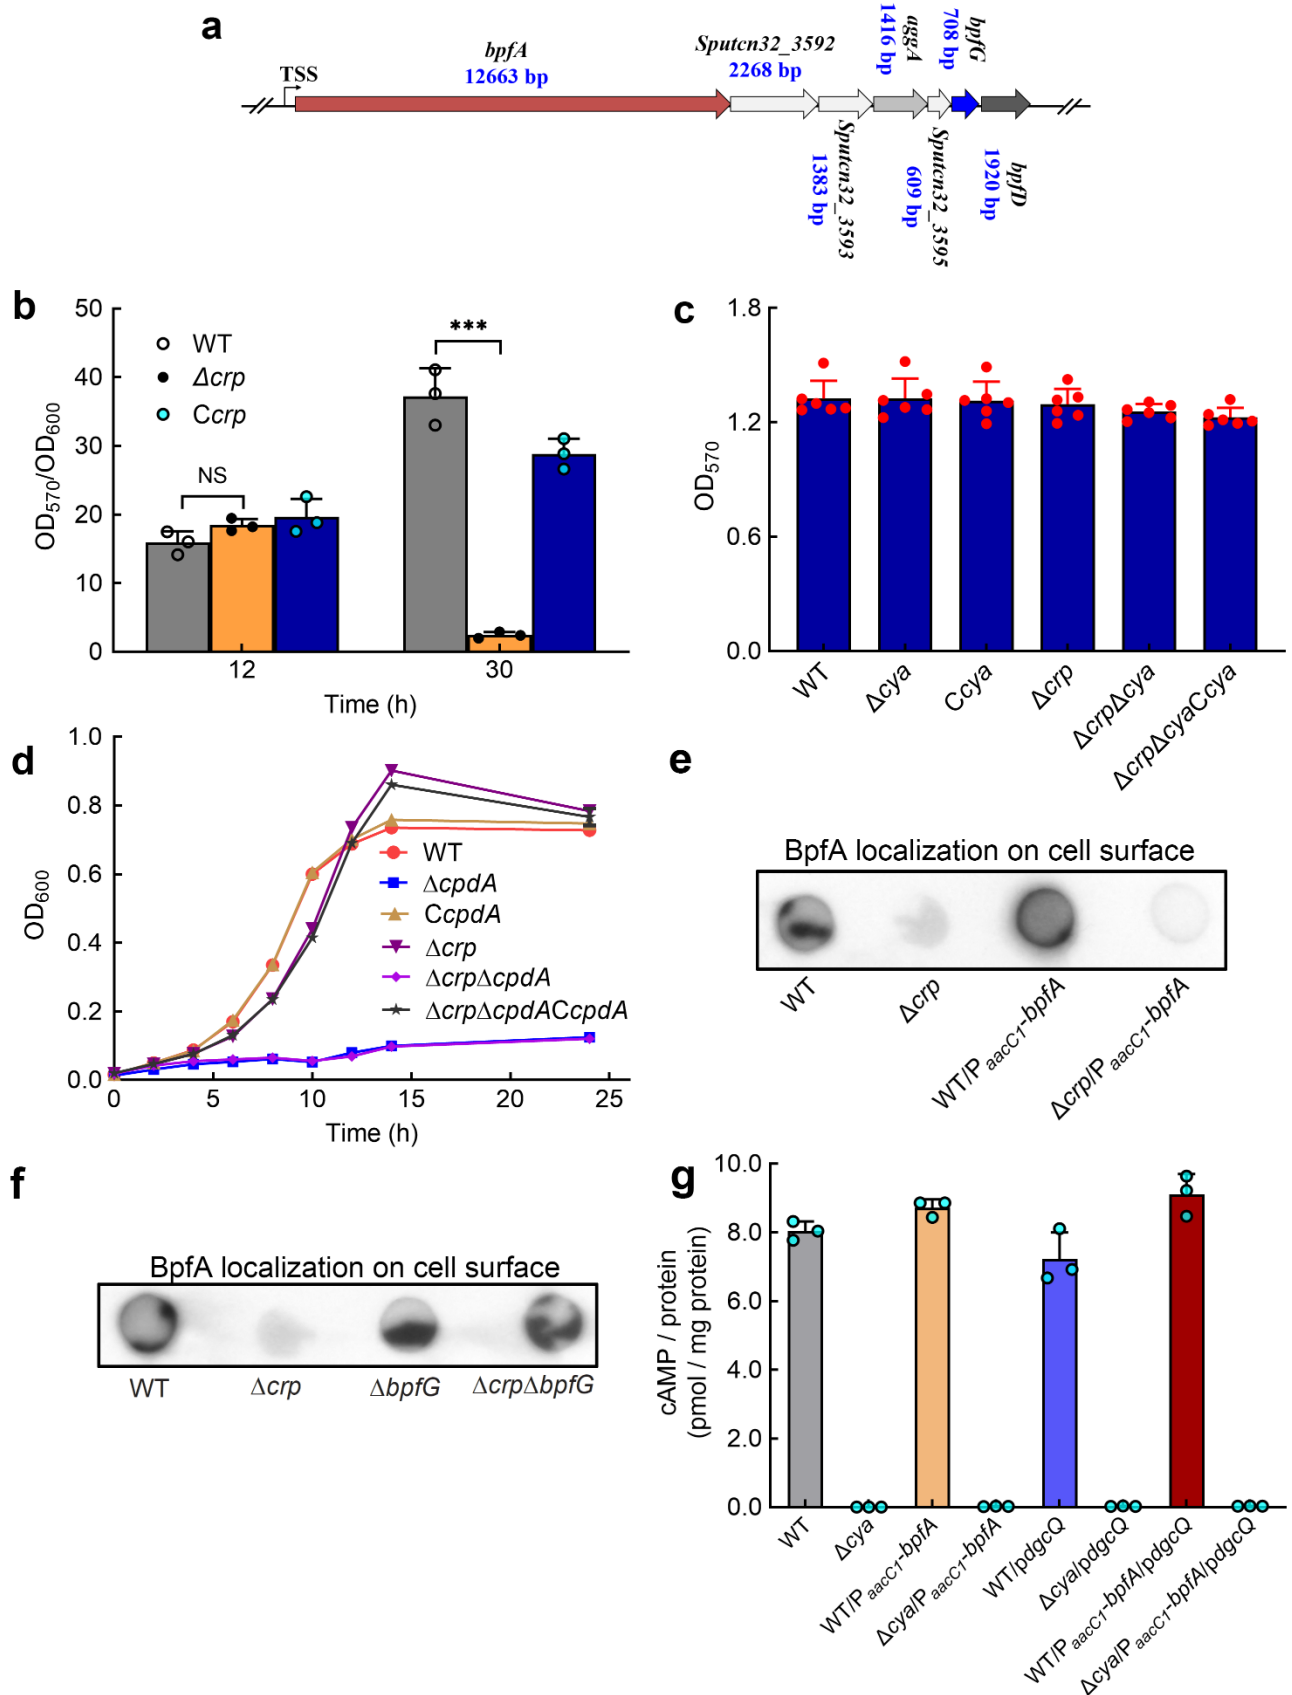 a
TSS
bpfA
12663 bp
Sputcn32_3592
2268 bp
1416 bp
aggA
708 bp
bpfG
1383 bp
Sputcn32_3593
609 bp
Sputcn32_3595
1920 bp
bpfD
b
OD570/OD600
50
40
30
20
10
0
WT
Δcrp
Ccrp
NS
***
12
30
Time (h)
c
OD570
1.8
1.2
0.6
0.0
WT
Δcya
Ccya
Δcrp
ΔcrpΔcya
ΔcrpΔcyaCcya
d
OD600
1.0
0.8
0.6
0.4
0.2
0.0
WT
ΔcpdA
CcpdA
Δcrp
ΔcrpΔcpdA
ΔcrpΔcpdACcpdA
0 5 10 15 20 25
Time (h)
e
BpfA localization on cell surface
WT
Δcrp
WT/PaacC1-bpfA
Δcrp/PaacC1-bpfA
f
BpfA localization on cell surface
WT
Δcrp
ΔbpfG
ΔcrpΔbpfG
g
cAMP / protein
(pmol / mg protein)
10.0
8.0
6.0
4.0
2.0
0.0
WT
Δcya
WT/PaacC1-bpfA
Δcya/PaacC1-bpfA
WT/pdgcQ
Δcya/pdgcQ
WT/PaacC1-bpfA/pdgcQ
Δcya/PaacC1-bpfA/pdgcQ